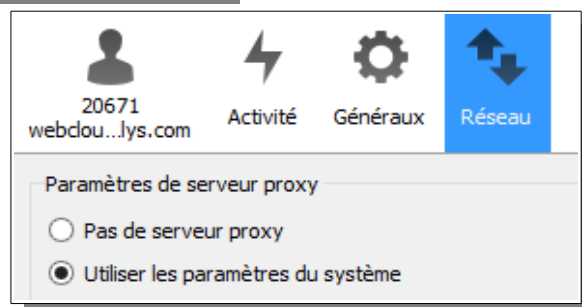 20671
webclou...lys.com
Activité
Généraux
Réseau
Paramètres de serveur proxy
Pas de serveur proxy
Utiliser les paramètres du système